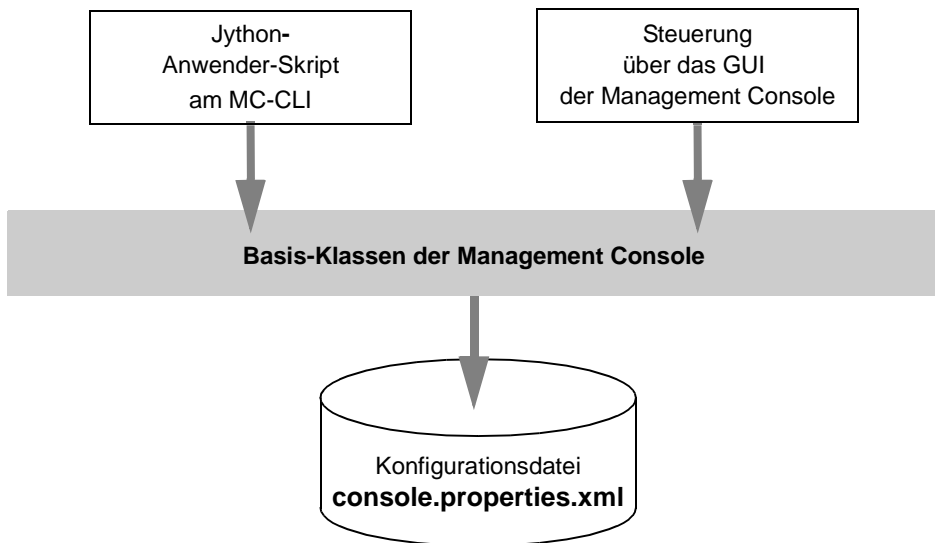 Jython-
Anwender-Skript
am MC-CLI
Steuerung
über das GUI
der Management Console
Basis-Klassen der Management Console
Konfigurationsdatei
console.properties.xml